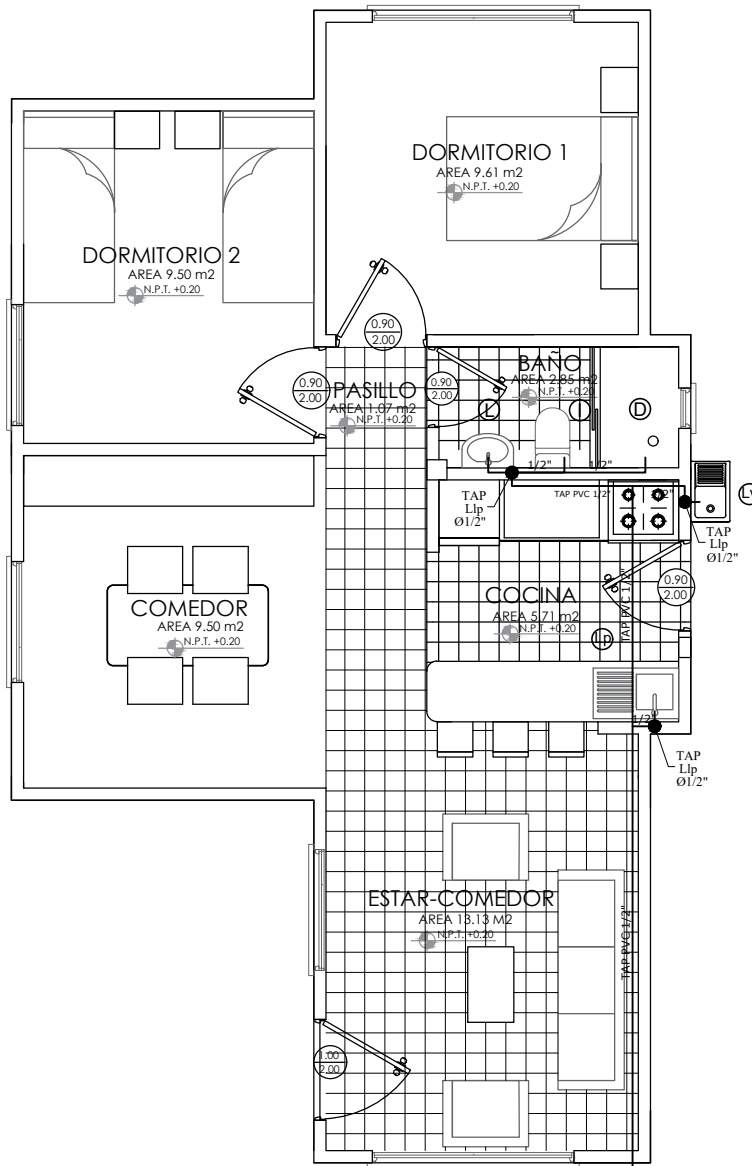 DORMITORIO 1
AREA 9.61 m2
N.P.T. +0.20
DORMITORIO 2
AREA 9.50 m2
N.P.T. +0.20
0.90
2.00
0.90
2.00
PASILLO
AREA 1.07 m2
N.P.T. +0.20
0.90
2.00
BAÑO
AREA 2.85 m2
N.P.T. +0.20
L
I
D
1/2"
1/2"
TAP
Llp
Ø1/2"
TAP PVC 1/2"
1/2"
Lv
TAP
Llp
Ø1/2"
COCINA
AREA 5.71 m2
N.P.T. +0.20
0.90
2.00
TAP PVC 1/2"
Lp
COMEDOR
AREA 9.50 m2
N.P.T. +0.20
1/2"
TAP
Llp
Ø1/2"
ESTAR-COMEDOR
AREA 13.13 M2
N.P.T. +0.20
TAP PVC 1/2"
1.00
2.00